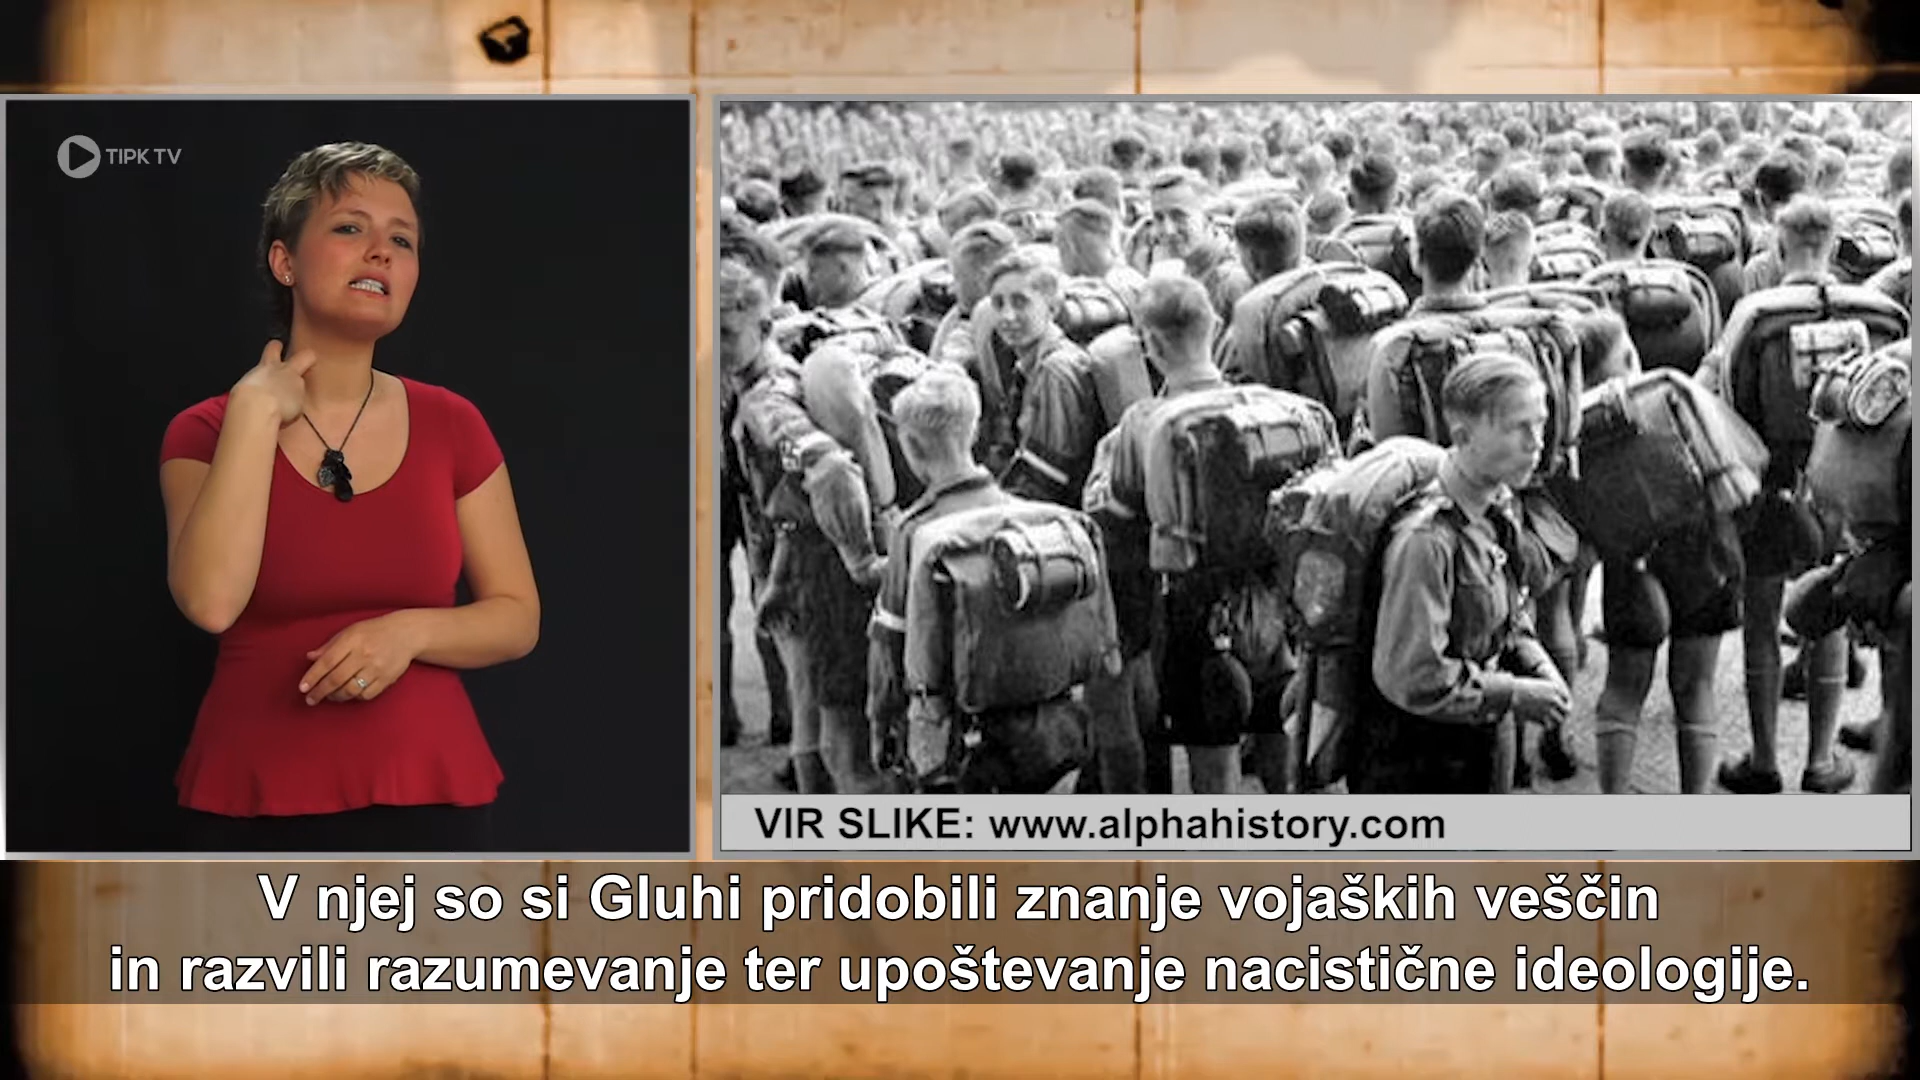 TIPK TV
VIR SLIKE: www.alphahistory.com
V njej so si Gluhi pridobili znanje vojaških veščin
in razvili razumevanje ter upoštevanje nacistične ideologije.